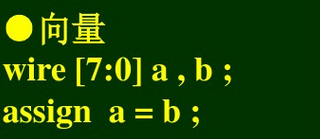 ●向量
wire [7:0] a , b ;
assign  a = b ;